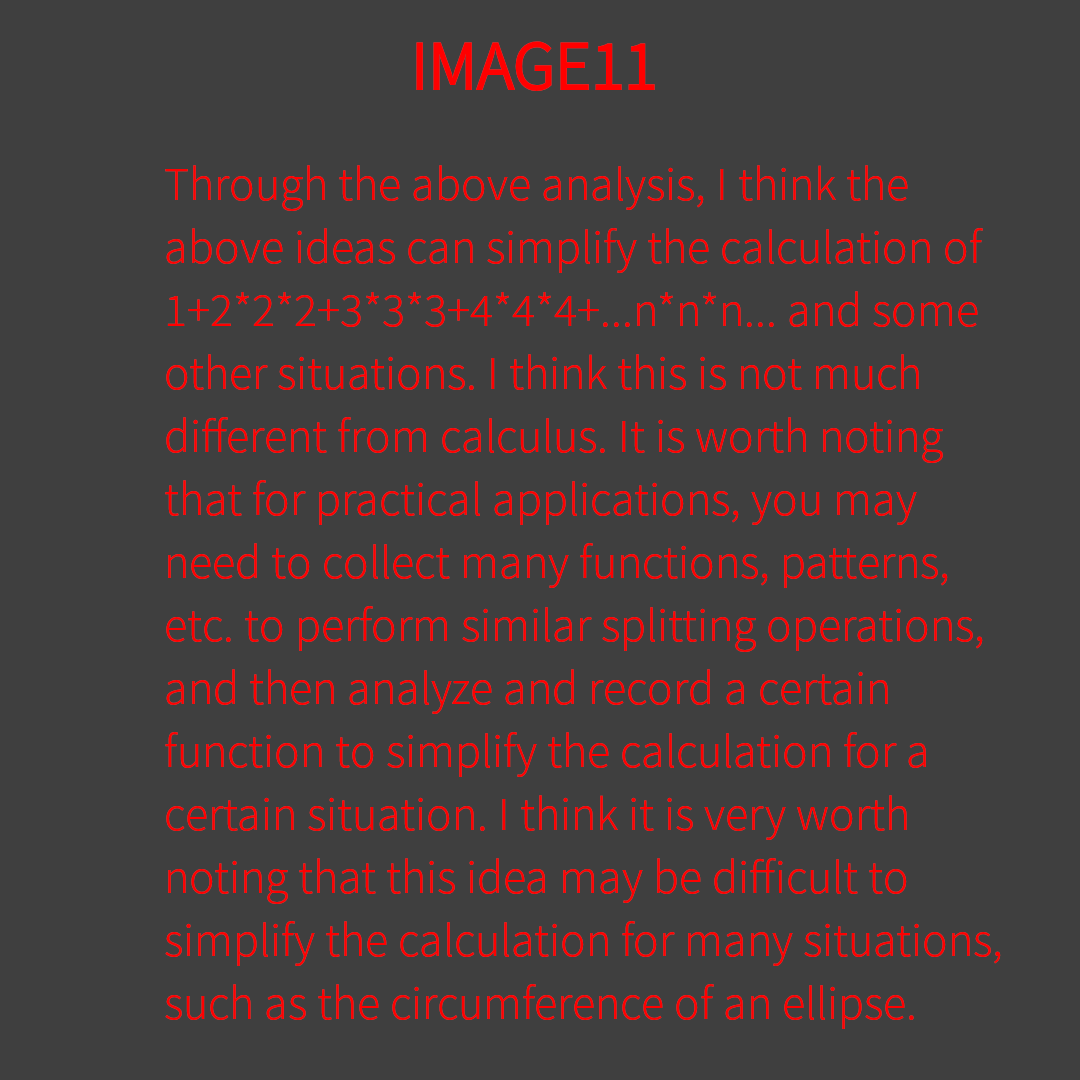 IMAGE11
Through the above analysis, I think the
above ideas can simplify the calculation of
1+2*2*2+3*3*3+4*4*4+...n*n*n... and some
other situations. I think this is not much
different from calculus. It is worth noting
that for practical applications, you may
need to collect many functions, patterns,
etc. to perform similar splitting operations,
and then analyze and record a certain
function to simplify the calculation for a
certain situation. I think it is very worth
noting that this idea may be difficult to
simplify the calculation for many situations,
such as the circumference of an ellipse.